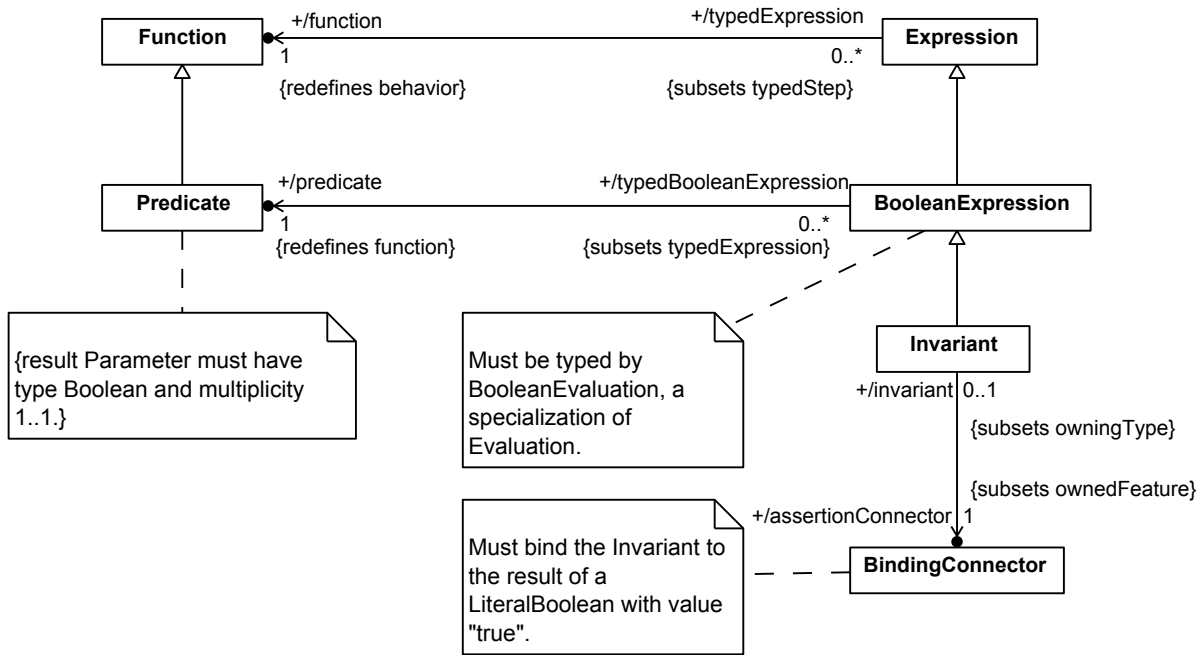 +/function
+/typedExpression
Function
Expression
1
0..*
{redefines behavior}
{subsets typedStep}
+/predicate
+/typedBooleanExpression
Predicate
BooleanExpression
1
0..*
{redefines function}
{subsets typedExpression}
{result Parameter must have
type Boolean and multiplicity
1..1.}
Must be typed by
BooleanEvaluation, a
specialization of
Evaluation.
Invariant
+/invariant
0..1
{subsets owningType}
{subsets ownedFeature}
+/assertionConnector
1
Must bind the Invariant to
the result of a
LiteralBoolean with value
"true".
BindingConnector